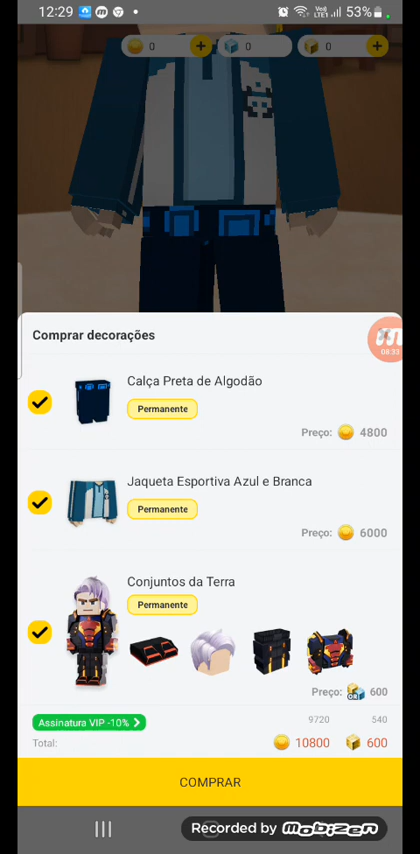 12:29
VoLTE1
53%
0
0
0
Comprar decorações
08:33
Calça Preta de Algodão
Permanente
Preço: 4800
Jaqueta Esportiva Azul e Branca
Permanente
Preço: 6000
Conjuntos da Terra
Permanente
Preço: 600
Assinatura VIP -10%
9720 540
Total: 10800 600
COMPRAR
Recorded by mobizen